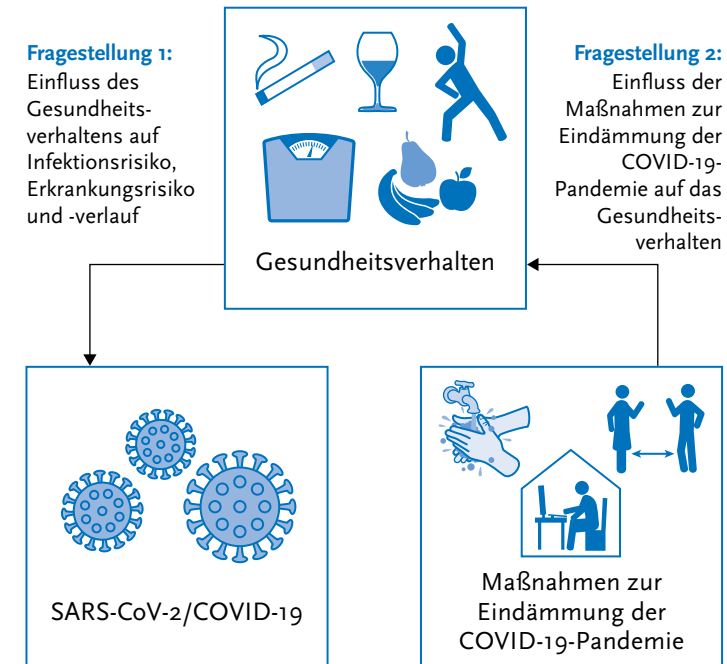 Fragestellung 1:
Einfluss des
Gesundheits-
verhaltens auf
Infektionsrisiko,
Erkrankungsrisiko
und -verlauf
Gesundheitsverhalten
Fragestellung 2:
Einfluss der
Maßnahmen zur
Eindämmung der
COVID-19-
Pandemie auf das
Gesundheits-
verhalten
SARS-CoV-2/COVID-19
Maßnahmen zur
Eindämmung der
COVID-19-Pandemie